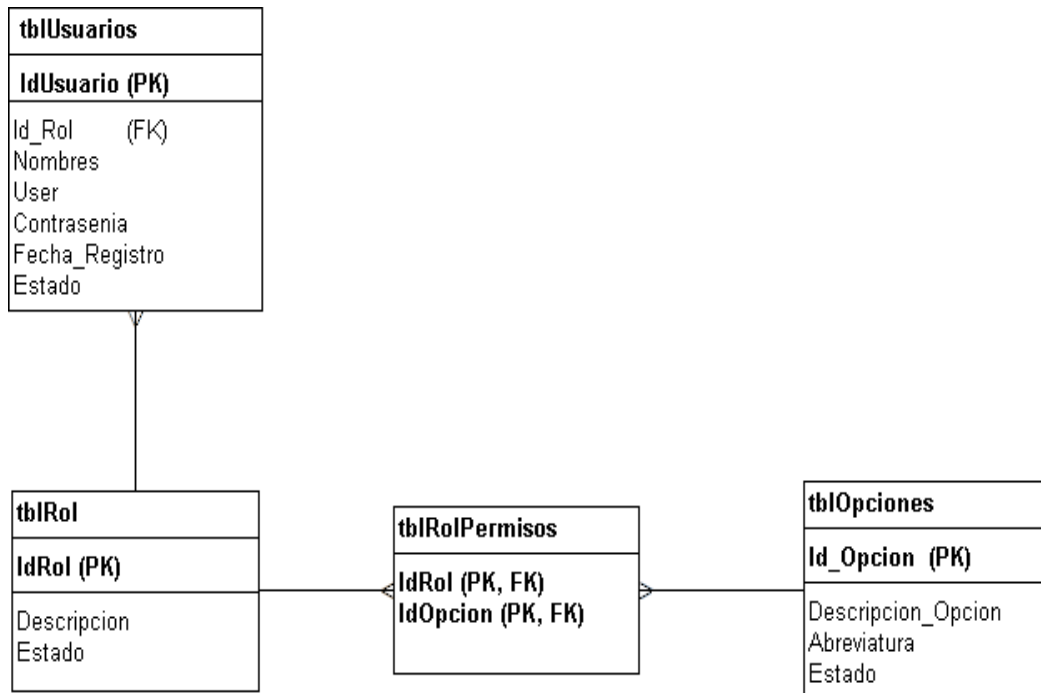 tblUsuarios
IdUsuario (PK)
Id_Rol (FK)
Nombres
User
Contrasenia
Fecha_Registro
Estado
tblRol
IdRol (PK)
Descripcion
Estado
tblRolPermisos
IdRol (PK, FK)
IdOpcion (PK, FK)
tblOpciones
Id_Opcion (PK)
Descripcion_Opcion
Abreviatura
Estado